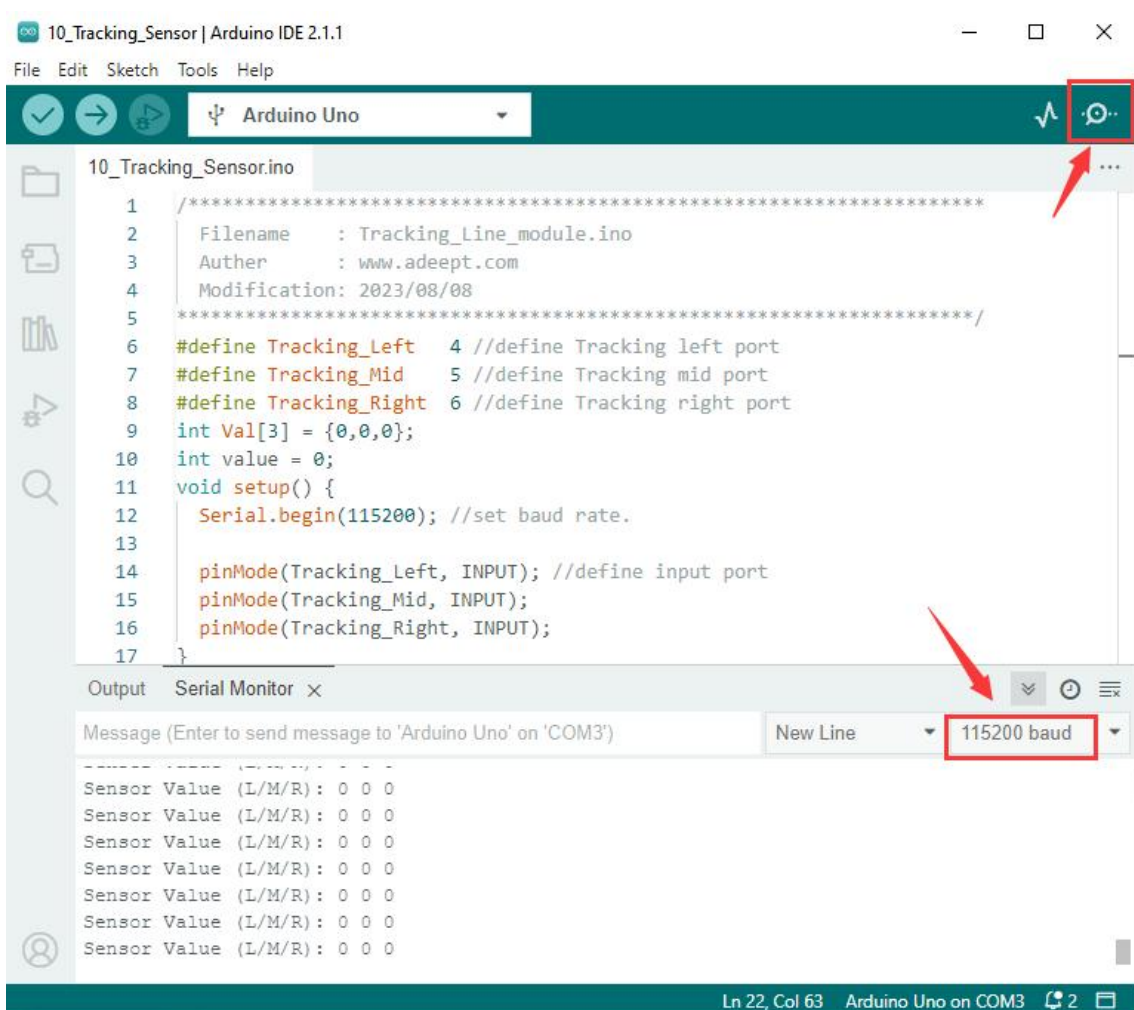 10_Tracking_Sensor | Arduino IDE 2.1.1
File Edit Sketch Tools Help
Arduino Uno
10_Tracking_Sensor.ino
1 /**********************************************************************
2 Filename : Tracking_Line_module.ino
3 Auther : www.adeept.com
4 Modification: 2023/08/08
5 **********************************************************************/
6 #define Tracking_Left 4 //define Tracking left port
7 #define Tracking_Mid 5 //define Tracking mid port
8 #define Tracking_Right 6 //define Tracking right port
9 int Val[3] = {0,0,0};
10 int value = 0;
11 void setup() {
12 Serial.begin(115200); //set baud rate.
13
14 pinMode(Tracking_Left, INPUT); //define input port
15 pinMode(Tracking_Mid, INPUT);
16 pinMode(Tracking_Right, INPUT);
17 }
Output Serial Monitor
Message (Enter to send message to 'Arduino Uno' on 'COM3') New Line 115200 baud
Sensor Value (L/M/R): 0 0 0
Sensor Value (L/M/R): 0 0 0
Sensor Value (L/M/R): 0 0 0
Sensor Value (L/M/R): 0 0 0
Sensor Value (L/M/R): 0 0 0
Sensor Value (L/M/R): 0 0 0
Sensor Value (L/M/R): 0 0 0
Ln 22, Col 63 Arduino Uno on COM3 2